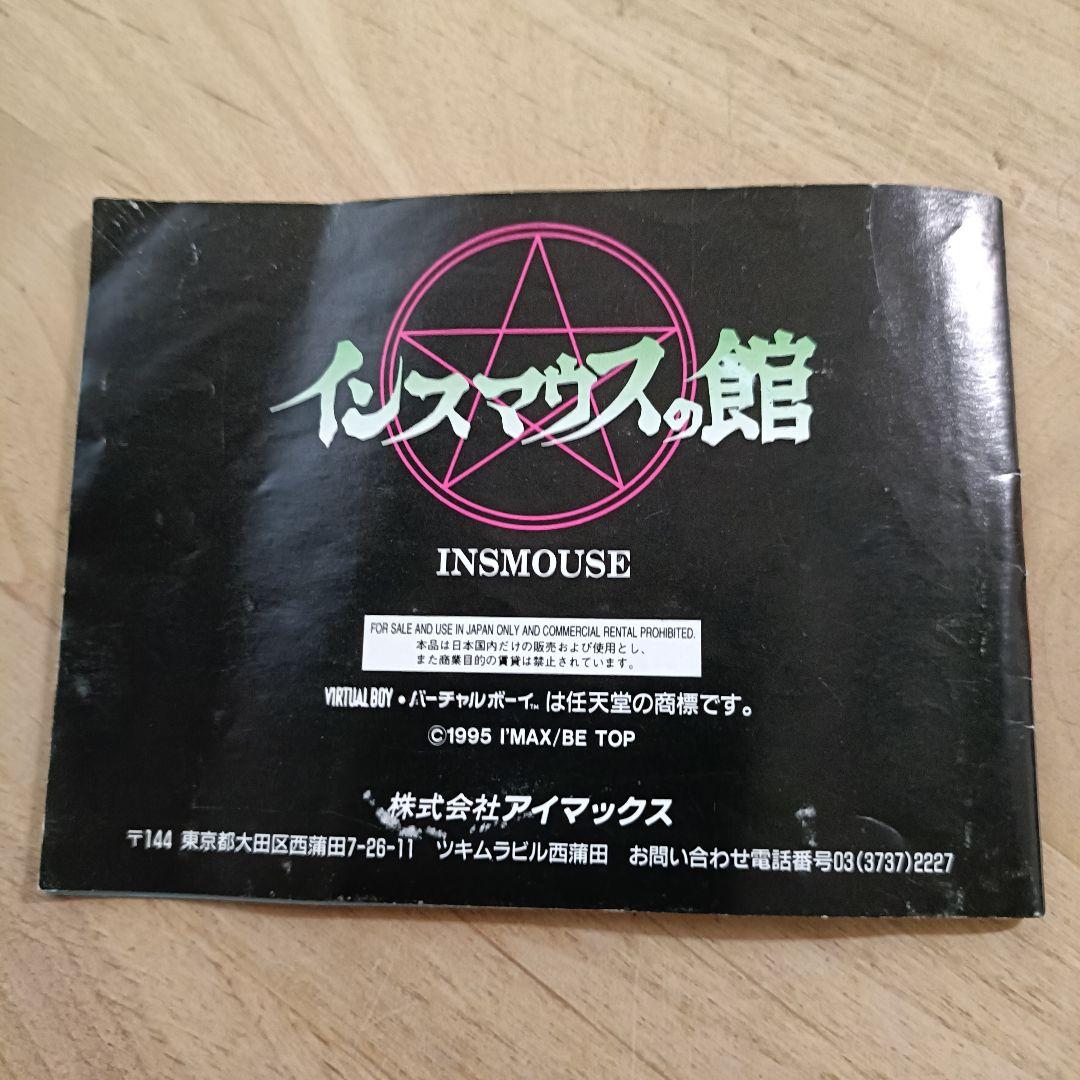 インスマウスの館
INSMOUSE
FOR SALE AND USE IN JAPAN ONLY AND COMMERCIAL RENTAL PROHIBITED.
本品は日本国内だけの販売および使用とし、
また商業目的の賃貸は禁止されています。
VIRTUAL BOY・バーチャルボーイ™ は任天堂の商標です。
©1995 I'MAX/BE TOP
株式会社アイマックス
〒144 東京都大田区西蒲田7-26-11 ツキムラビル西蒲田 お問い合わせ電話番号03(3737)2227